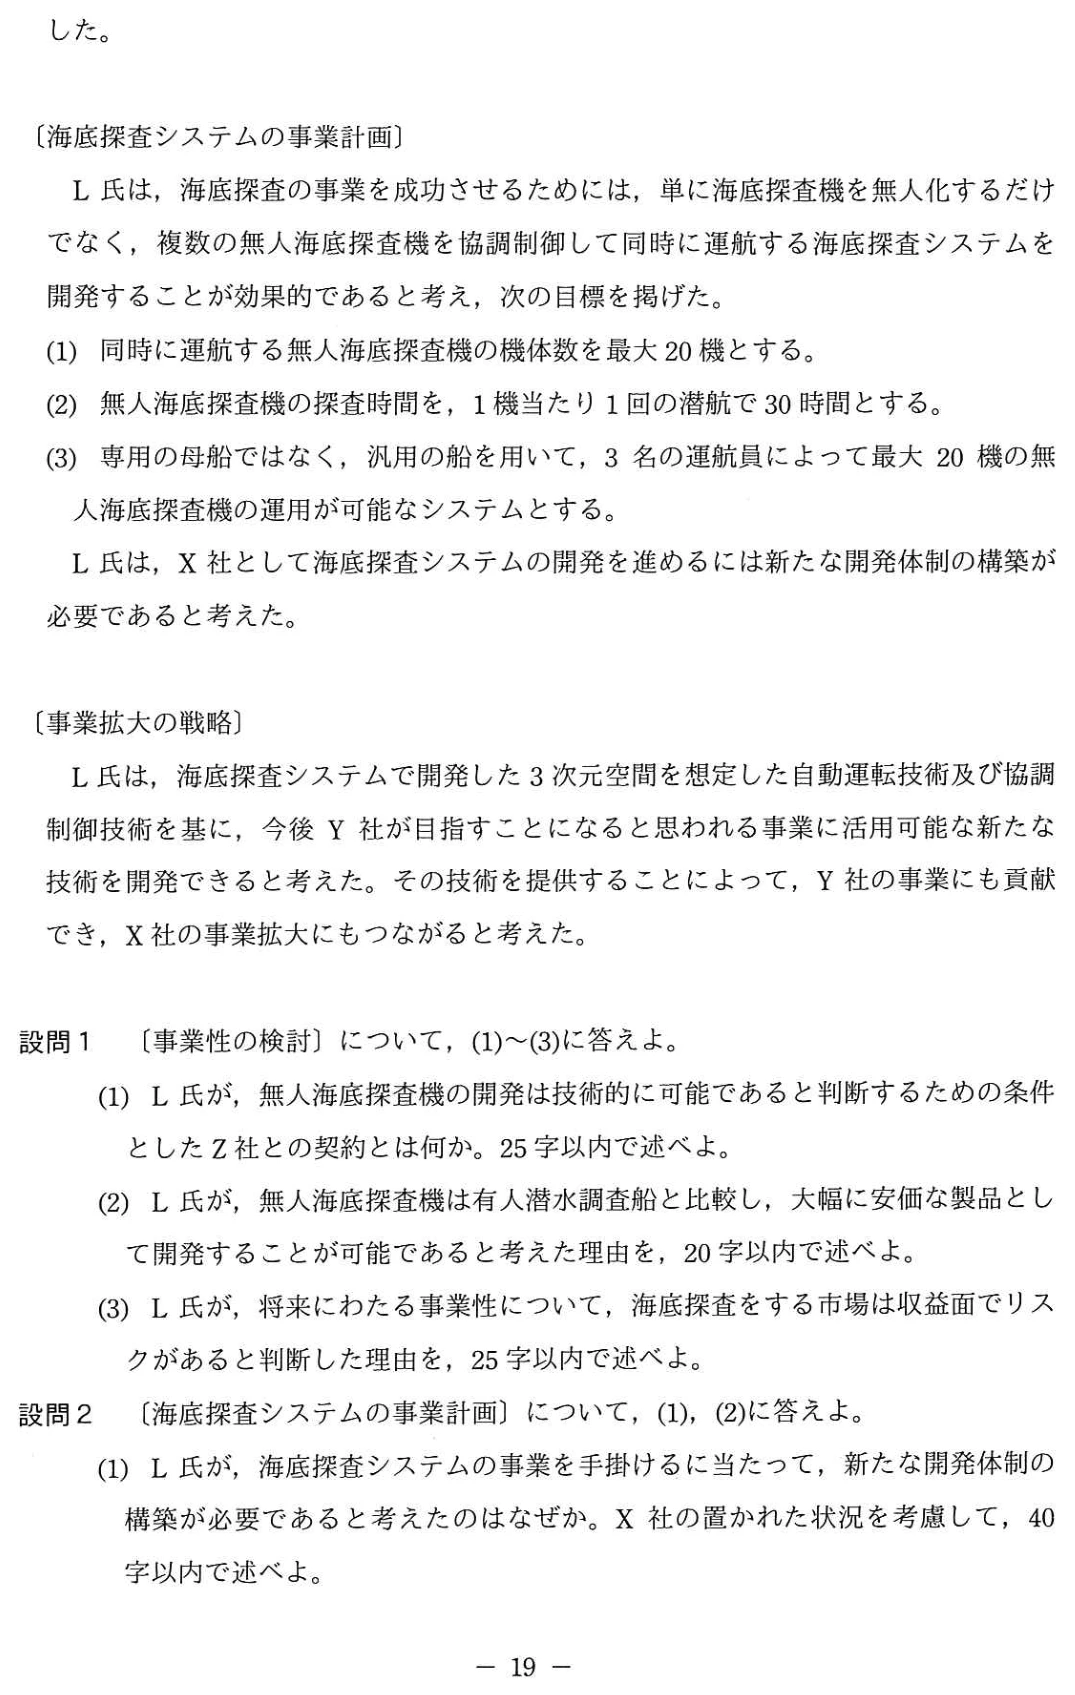 した。
〔海底探査システムの事業計画〕
L 氏は，海底探査の事業を成功させるためには，単に海底探査機を無人化するだけ
でなく，複数の無人海底探査機を協調制御して同時に運航する海底探査システムを
開発することが効果的であると考え，次の目標を掲げた。
(1) 同時に運航する無人海底探査機の機体数を最大 20 機とする。
(2) 無人海底探査機の探査時間を，1 機当たり 1 回の潜航で 30 時間とする。
(3) 専用の母船ではなく，汎用の船を用いて，3 名の運航員によって最大 20 機の無
人海底探査機の運用が可能なシステムとする。
L 氏は，X 社として海底探査システムの開発を進めるには新たな開発体制の構築が
必要であると考えた。
〔事業拡大の戦略〕
L 氏は，海底探査システムで開発した 3 次元空間を想定した自動運転技術及び協調
制御技術を基に，今後 Y 社が目指すことになると思われる事業に活用可能な新たな
技術を開発できると考えた。その技術を提供することによって，Y 社の事業にも貢献
でき，X 社の事業拡大にもつながると考えた。
設問1 〔事業性の検討〕について，(1)～(3)に答えよ。
(1) L 氏が，無人海底探査機の開発は技術的に可能であると判断するための条件
とした Z 社との契約とは何か。25 字以内で述べよ。
(2) L 氏が，無人海底探査機は有人潜水調査船と比較し，大幅に安価な製品とし
て開発することが可能であると考えた理由を，20 字以内で述べよ。
(3) L 氏が，将来にわたる事業性について，海底探査をする市場は収益面でリス
クがあると判断した理由を，25 字以内で述べよ。
設問2 〔海底探査システムの事業計画〕について，(1)，(2)に答えよ。
(1) L 氏が，海底探査システムの事業を手掛けるに当たって，新たな開発体制の
構築が必要であると考えたのはなぜか。X 社の置かれた状況を考慮して，40
字以内で述べよ。
－ 19 －